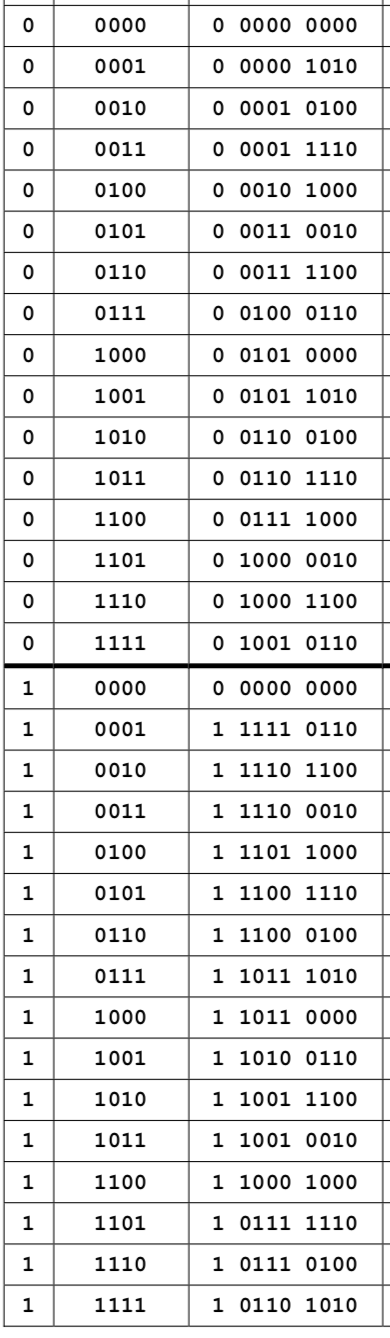 0 0000 0 0000 0000
0 0001 0 0000 1010
0 0010 0 0001 0100
0 0011 0 0001 1110
0 0100 0 0010 1000
0 0101 0 0011 0010
0 0110 0 0011 1100
0 0111 0 0100 0110
0 1000 0 0101 0000
0 1001 0 0101 1010
0 1010 0 0110 0100
0 1011 0 0110 1110
0 1100 0 0111 1000
0 1101 0 1000 0010
0 1110 0 1000 1100
0 1111 0 1001 0110
1 0000 0 0000 0000
1 0001 1 1111 0110
1 0010 1 1110 1100
1 0011 1 1110 0010
1 0100 1 1101 1000
1 0101 1 1100 1110
1 0110 1 1100 0100
1 0111 1 1011 1010
1 1000 1 1011 0000
1 1001 1 1010 0110
1 1010 1 1001 1100
1 1011 1 1001 0010
1 1100 1 1000 1000
1 1101 1 0111 1110
1 1110 1 0111 0100
1 1111 1 0110 1010